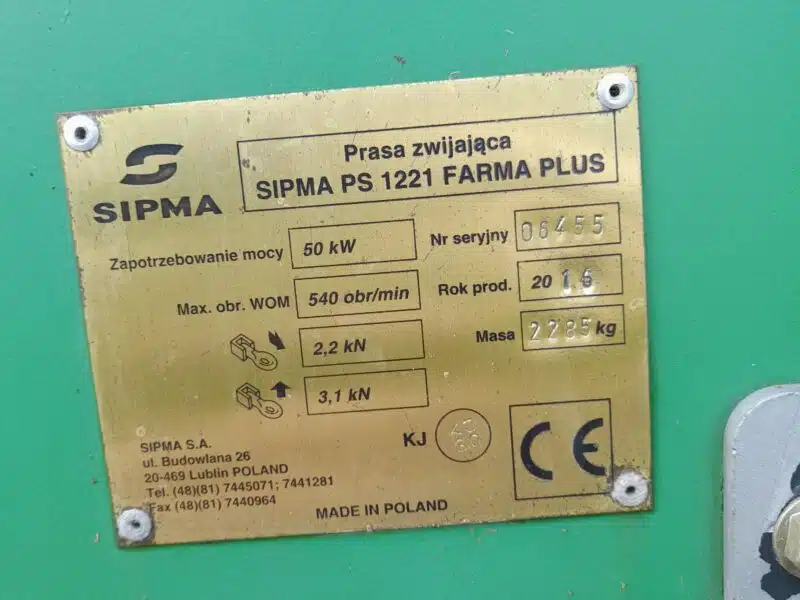 SIPMA
Prasa zwijająca
SIPMA PS 1221 FARMA PLUS
Zapotrzebowanie mocy 50 kW
Nr seryjny 06455
Max. obr. WOM 540 obr/min
Rok prod. 2016
2,2 kN
Masa 2285 kg
3,1 kN
KJ
CE
SIPMA S.A.
ul. Budowlana 26
20-469 Lublin POLAND
Tel. (48)(81) 7445071; 7441281
Fax (48)(81) 7440964
MADE IN POLAND